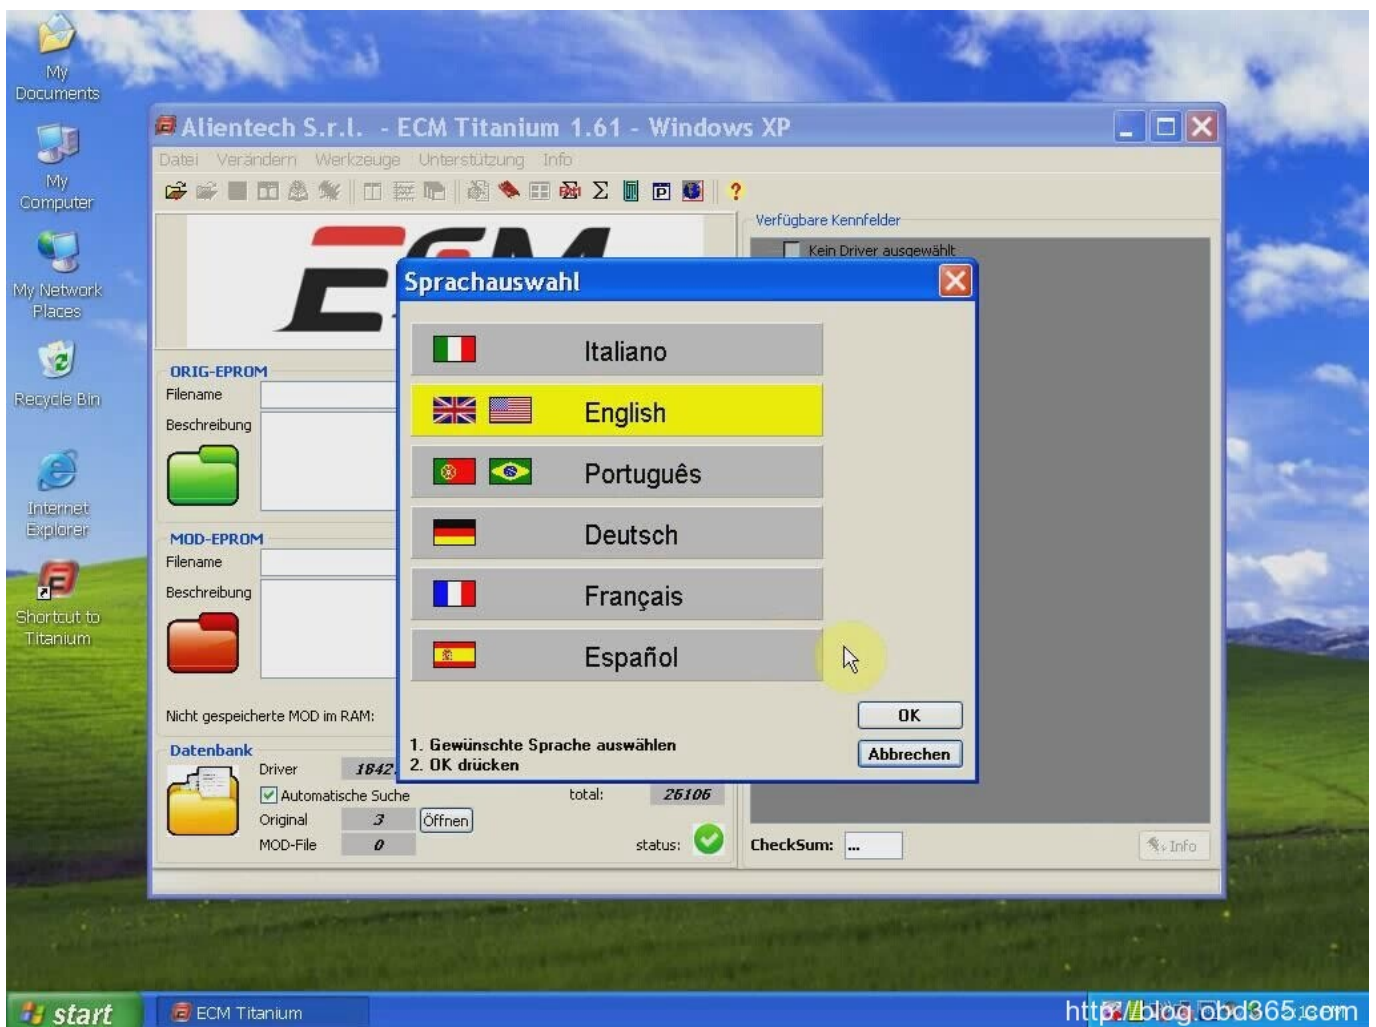 My
Documents
My
Computer
My Network
Places
Recycle Bin
Internet
Explorer
Shortcut to
Titanium
Alientech S.r.l. - ECM Titanium 1.61 - Windows XP
Datei Verändern Werkzeuge Unterstützung Info
Verfügbare Kennfelder
Kein Driver ausgewählt
ECM
Sprachauswahl
Italiano
English
Português
Deutsch
Français
Español
OK
1. Gewünschte Sprache auswählen
2. OK drücken
Abbrechen
ORIG-EPROM
Filename
Beschreibung
MOD-EPROM
Filename
Beschreibung
Nicht gespeicherte MOD im RAM:
Datenbank
Driver
Automatische Suche
total: 26106
Original 3 Öffnen
MOD-File 0
status:
CheckSum: ...
Info
start
ECM Titanium
http://blog.obd365.com